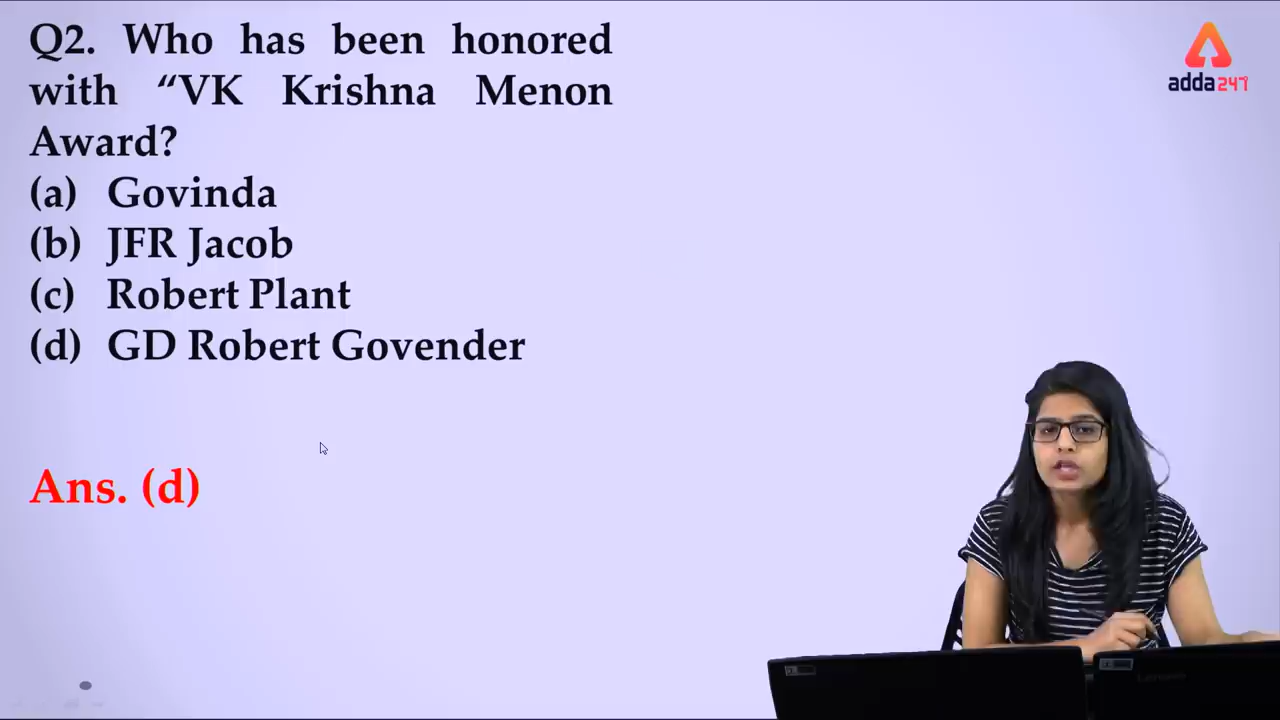 Q2. Who has been honored
with “VK Krishna Menon
Award?
(a) Govinda
(b) JFR Jacob
(c) Robert Plant
(d) GD Robert Govender
Ans. (d)
adda247